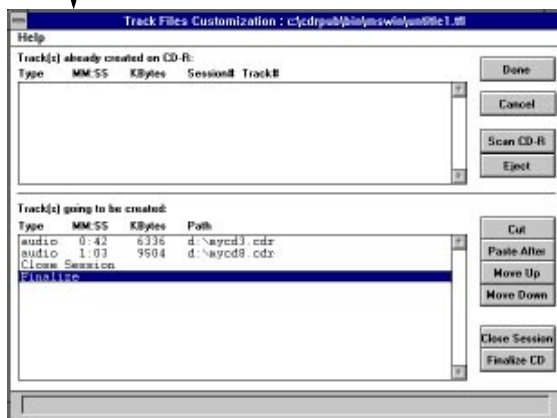 Track Files Customization : c:\cdrpub\bin\mswin\untitle1.tfl
Help
Track(s) already created on CD-R:
Type MM:SS KBytes Session# Track#
Done
Cancel
Scan CD-R
Eject
Track(s) going to be created:
Type MM:SS KBytes Path
audio 0:42 6336 d:\mycd3.cdr
audio 1:03 9504 d:\mycd8.cdr
Close Session
Finalize
Cut
Paste After
Move Up
Move Down
Close Session
Finalize CD